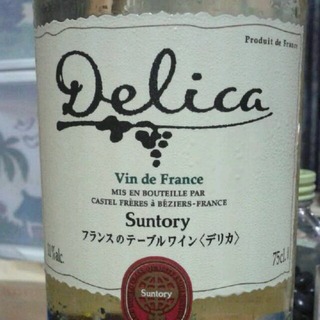 Produit de France
Delica
Vin de France
MIS EN BOUTEILLE PAR
CASTEL FRÈRES à BÉZIERS-FRANCE
Suntory
フランスのテーブルワイン〈デリカ〉
75cl.
Suntory